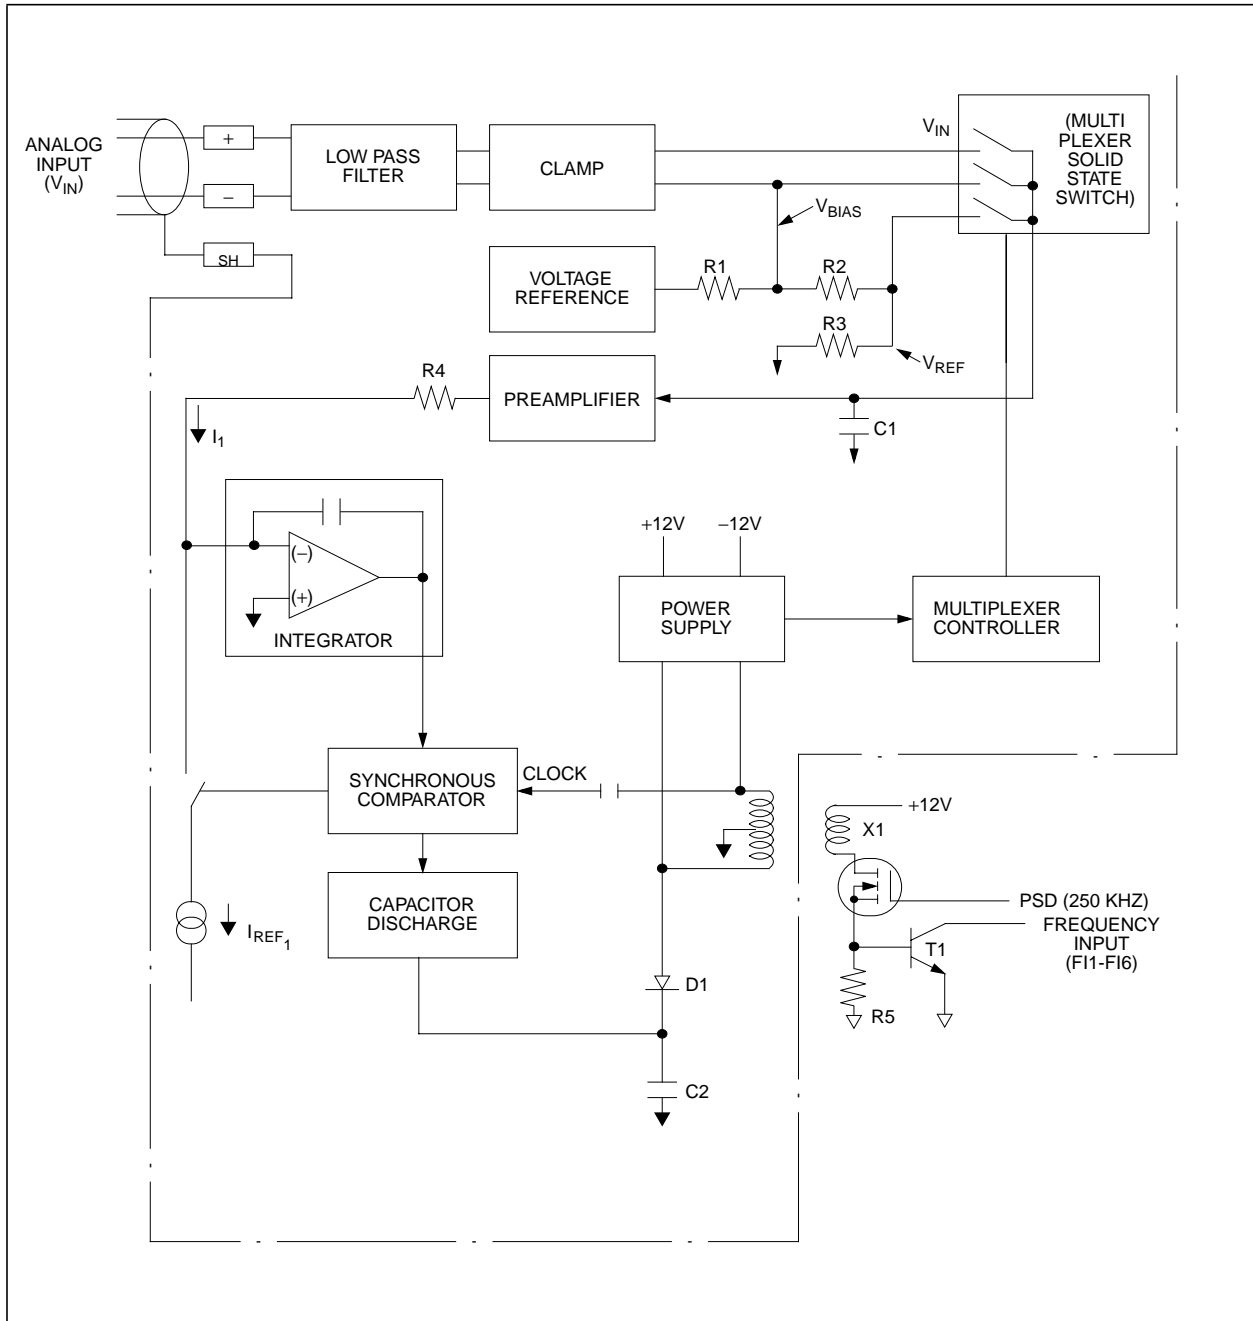 ANALOG
INPUT
(VIN)
+
−
SH
LOW PASS
FILTER
CLAMP
VIN
(MULTI
PLEXER
SOLID
STATE
SWITCH)
VBIAS
VOLTAGE
REFERENCE
R1
R2
R3
VREF
R4
PREAMPLIFIER
C1
I1
(−)
(+)
INTEGRATOR
+12V
−12V
POWER
SUPPLY
MULTIPLEXER
CONTROLLER
SYNCHRONOUS
COMPARATOR
CLOCK
CAPACITOR
DISCHARGE
IREF1
+12V
X1
PSD (250 KHZ)
FREQUENCY
INPUT
(FI1-FI6)
T1
R5
D1
C2